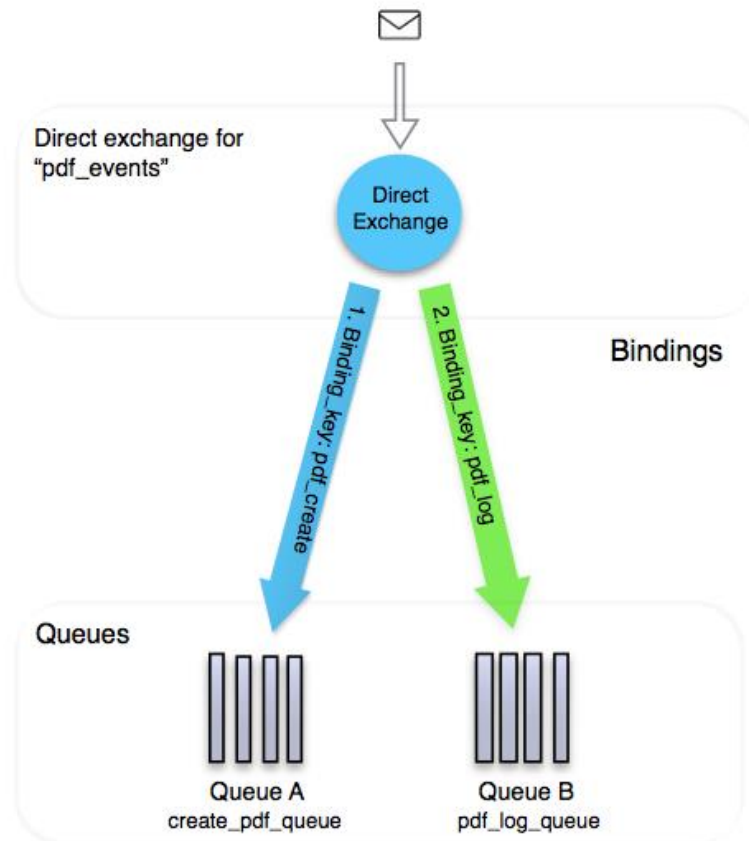 Direct exchange for
“pdf_events”
Direct
Exchange
1. Binding_key: pdf_create
2. Binding_key: pdf_log
Bindings
Queues
Queue A
create_pdf_queue
Queue B
pdf_log_queue